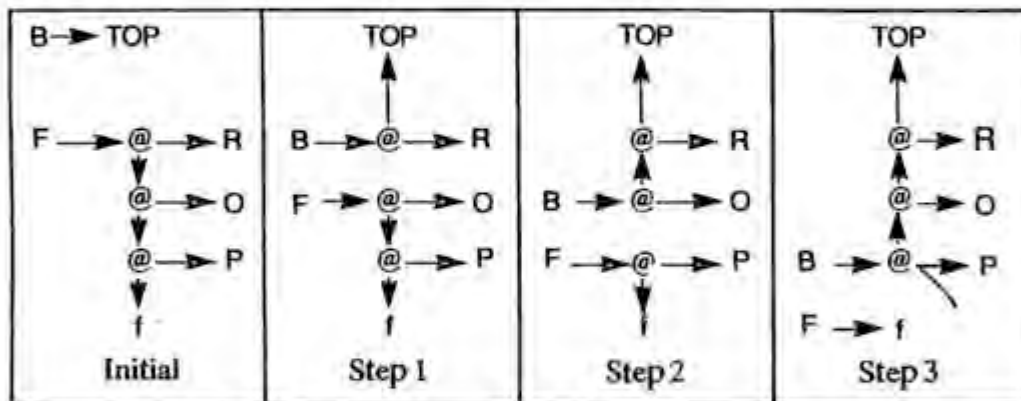 B TOP TOP TOP TOP
F @ R B @ R @ R @ R
@ O F @ O B @ O @ O
@ P @ P F @ P B @ P
f f f F f
Initial Step 1 Step 2 Step 3